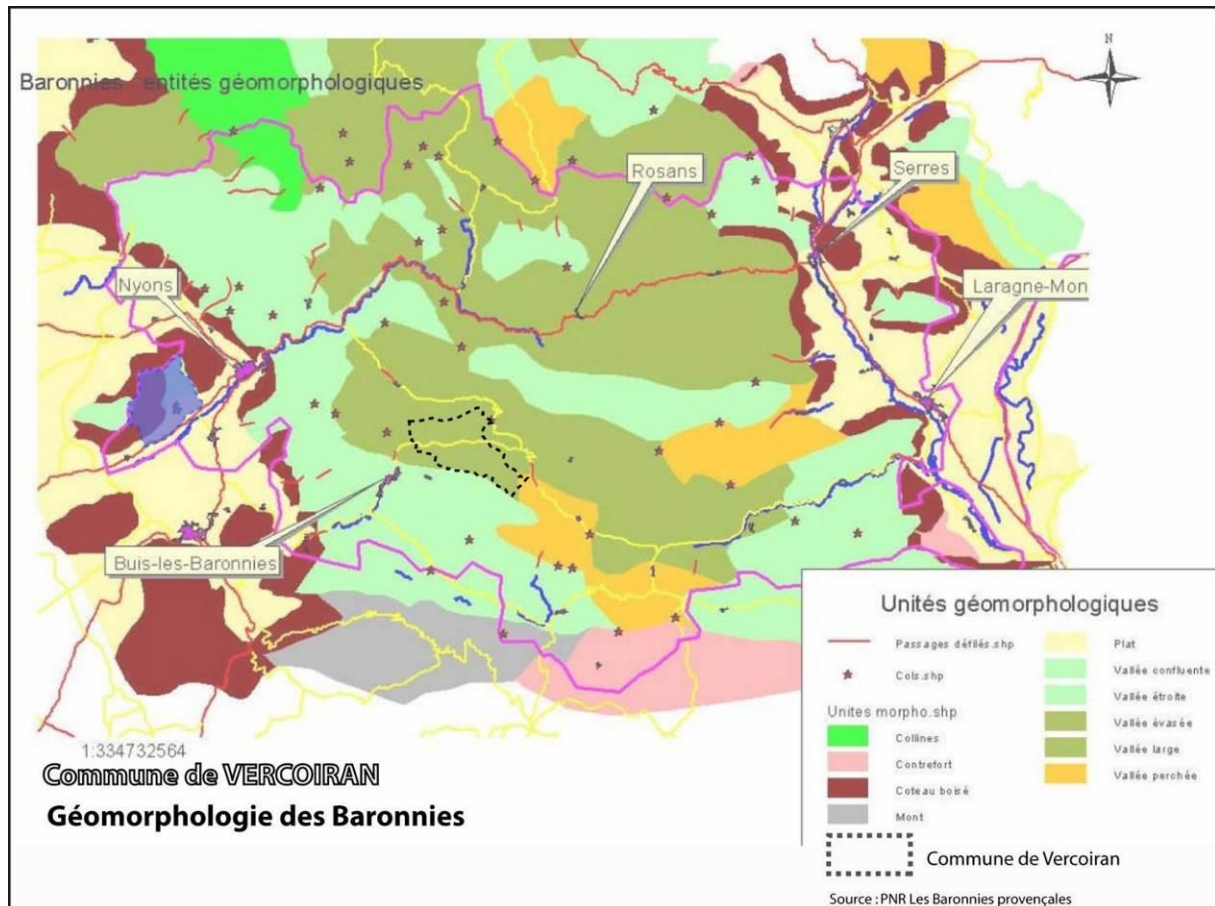 N
Baronnies entités géomorphologiques
Rosans
Serres
Nyons
Laragne-Mon
Buis-les-Baronnies
Unités géomorphologiques
Passages défilés.shp
Cols.shp
Unites morpho.shp
Collines
Contrefort
Coteau boisé
Mont
Plat
Vallée confluente
Vallée étroite
Vallée évasée
Vallée large
Vallée perchée
Commune de Vercoiran
Source : PNR Les Baronnies provençales
1:334732564
Commune de VERCOIRAN
Géomorphologie des Baronnies